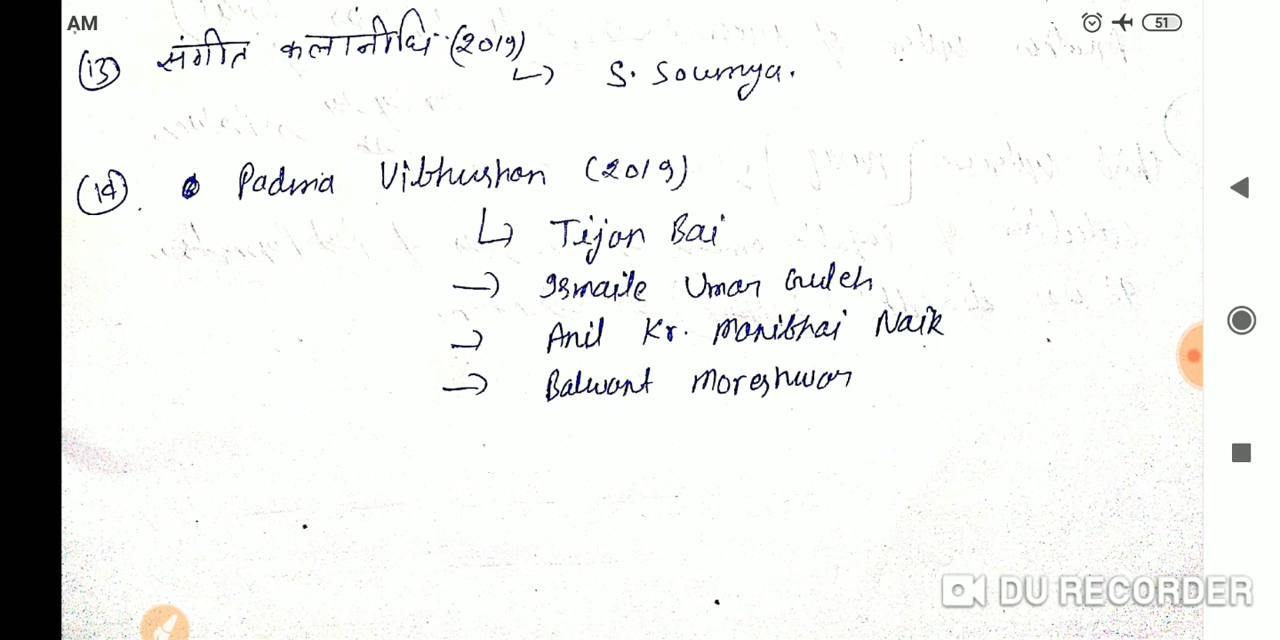 AM
51
(13) संगीत कलानीधि (2019)
↳ S. Soumya.
(14). Padma Vibhushan (2019)
↳ Tijan Bai
→ Ismaile Umar Guleh
→ Anil Kr. Manibhai Naik
→ Balwant Moreshwar
DU RECORDER